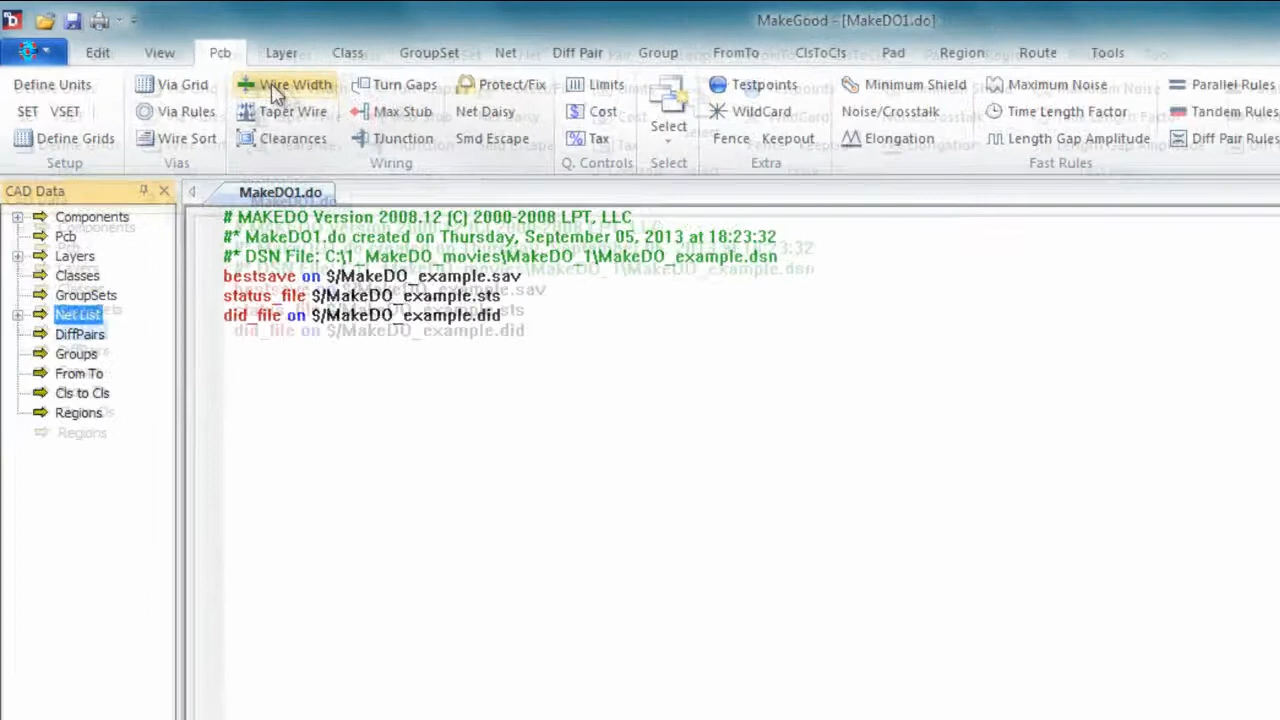 MakeGood - [MakeDO1.do]
Home Edit View Pcb Layer Class GroupSet Net Diff Pair Group FromTo ClsToCls Pad Region Route Tools
Define Units Via Grid Wire Width Turn Gaps Protect/Fix Limits Testpoints Minimum Shield Maximum Noise Parallel Rules
SET VSET Via Rules Taper Wire Max Stub Net Daisy Cost Select WildCard Noise/Crosstalk Time Length Factor Tandem Rules
Define Grids Wire Sort Clearances TJunction Smd Escape Tax Fence Keepout Elongation Length Gap Amplitude Diff Pair Rules
Setup Vias Wiring Q. Controls Select Extra Fast Rules
CAD Data
MakeDO1.do
Components
Pcb
Layers
Classes
GroupSets
Net List
DiffPairs
Groups
From To
Cls to Cls
Regions
# MAKEDO Version 2008.12 (C) 2000-2008 LPT, LLC
#* MakeDO1.do created on Thursday, September 05, 2013 at 18:23:32
#* DSN File: C:\1_MakeDO_movies\MakeDO_1\MakeDO_example.dsn
bestsave on $/MakeDO_example.sav
status_file $/MakeDO_example.sts
did_file on $/MakeDO_example.did
did_file on $/MakeDO_example.did
Regions